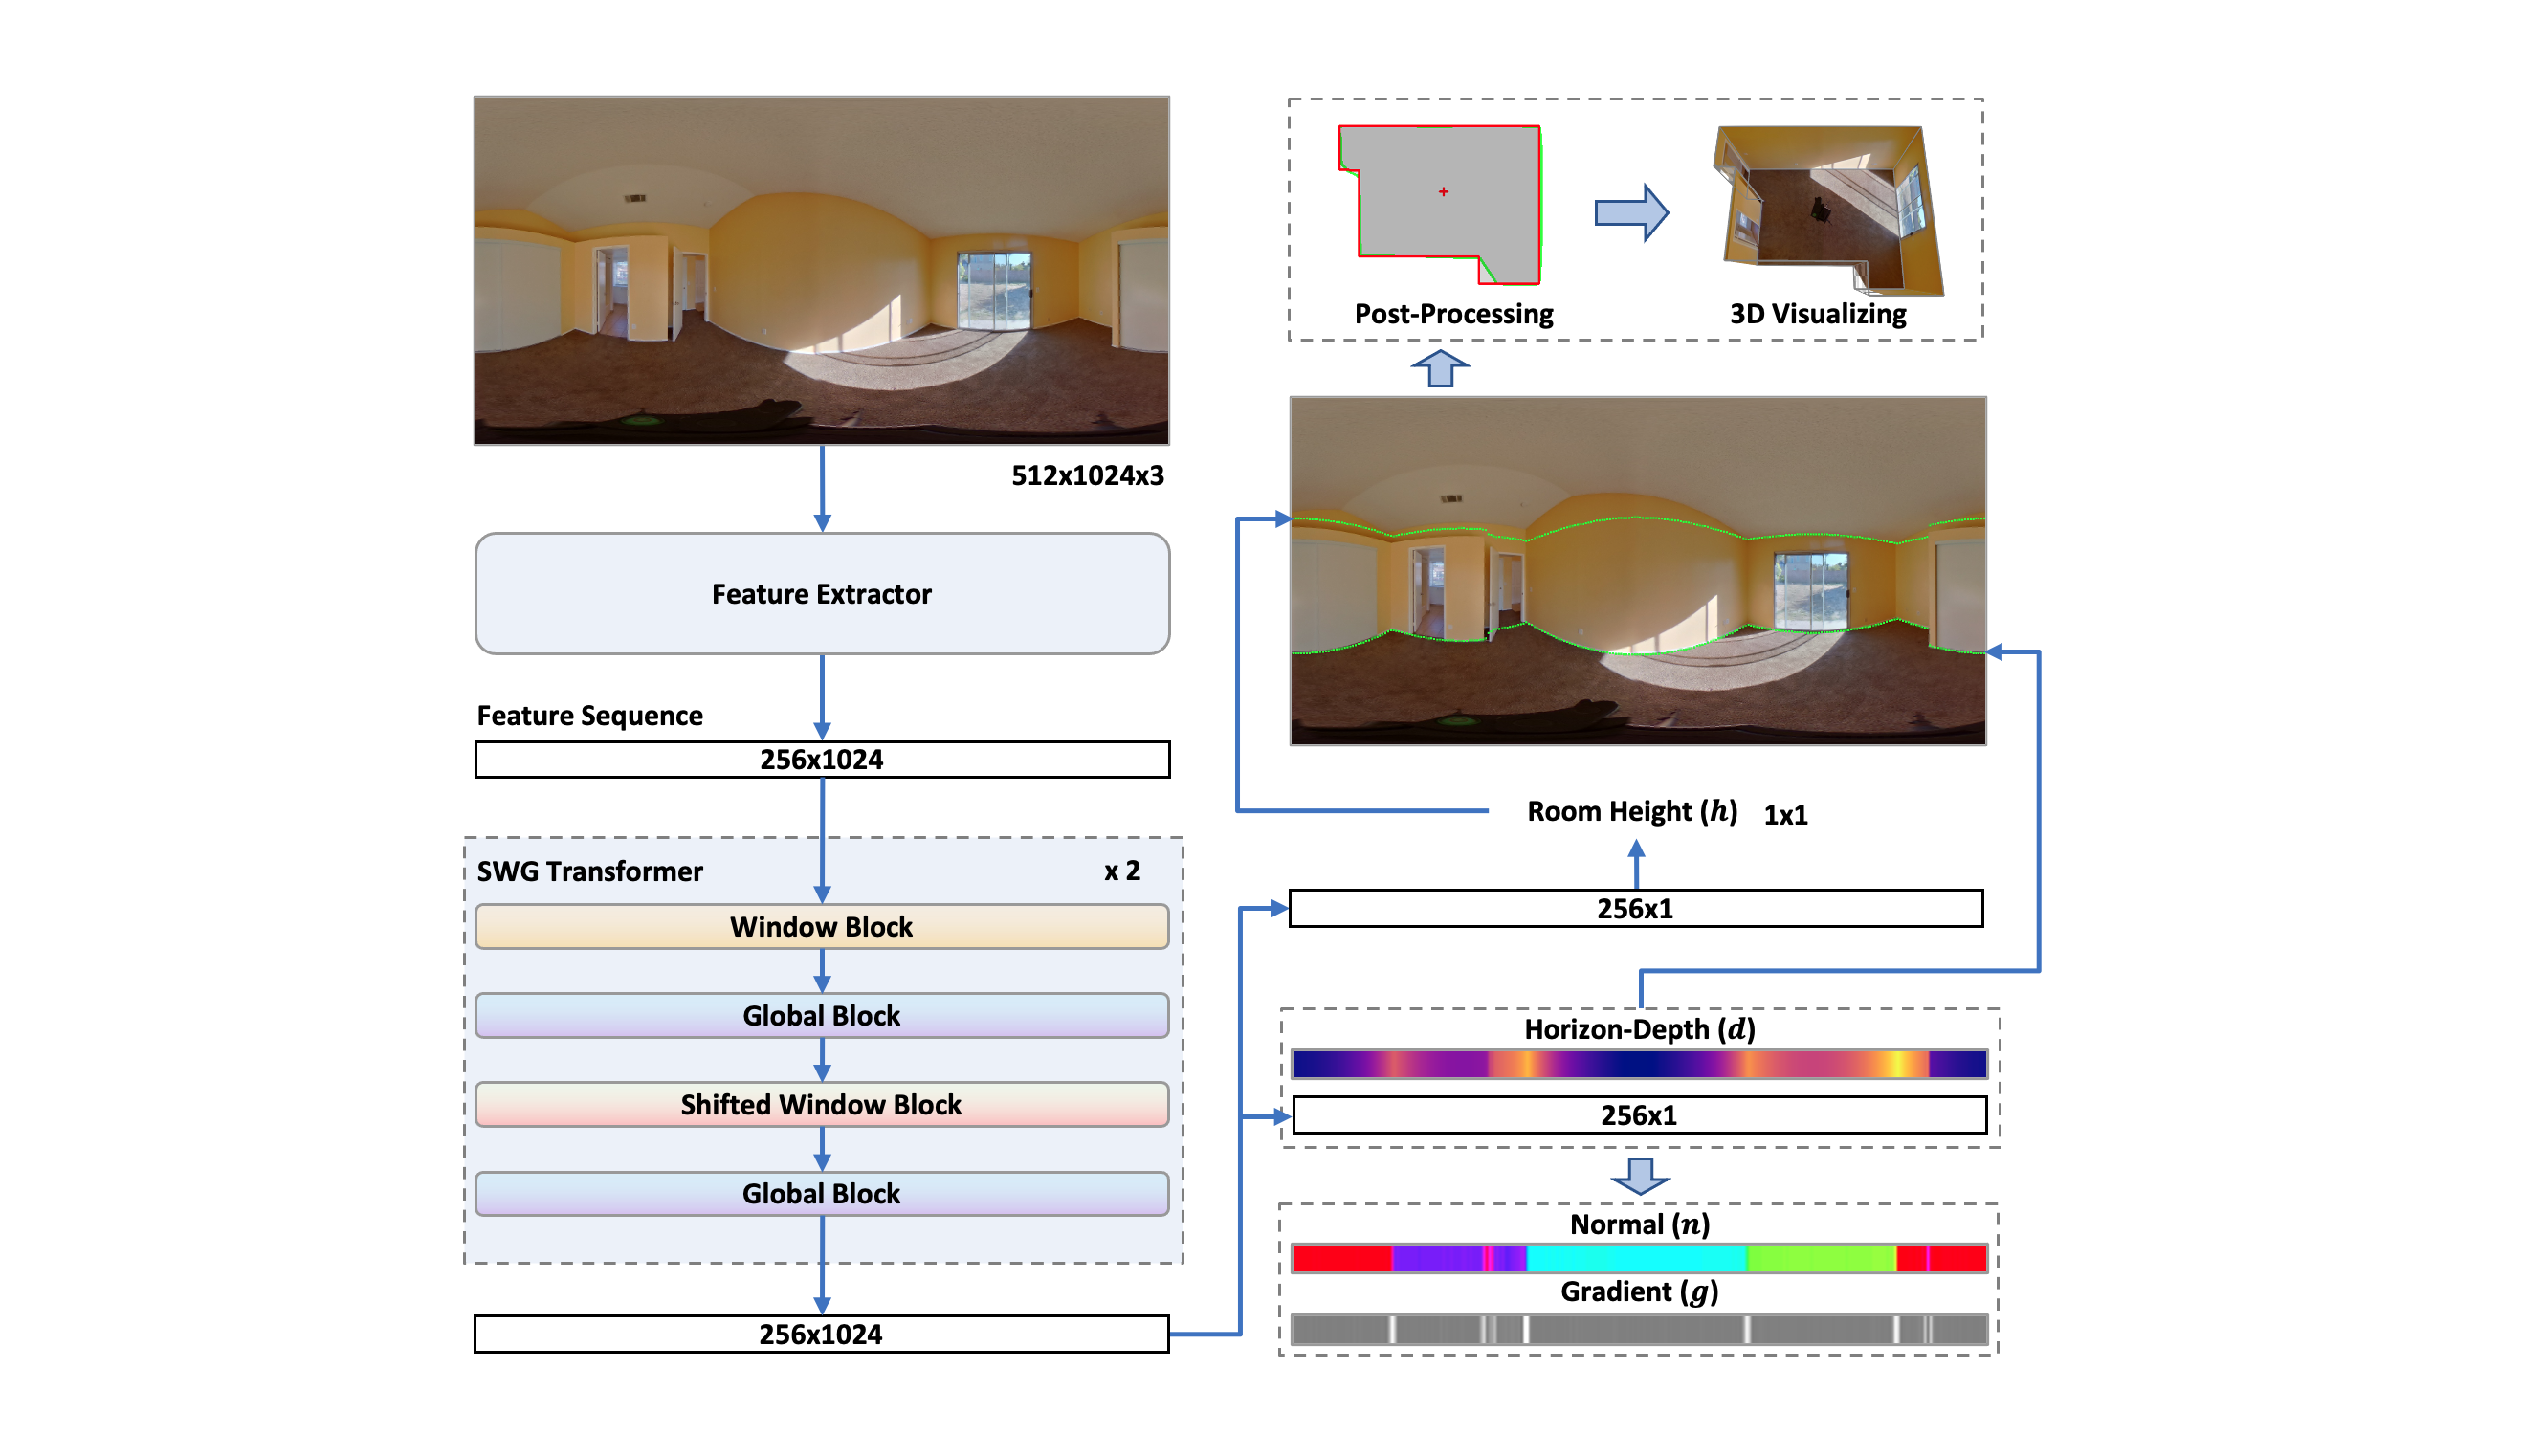 512x1024x3
Feature Extractor
Feature Sequence
256x1024
SWG Transformer x 2
Window Block
Global Block
Shifted Window Block
Global Block
256x1024
Post-Processing
3D Visualizing
Room Height (h) 1x1
256x1
Horizon-Depth (d)
256x1
Normal (n)
Gradient (g)